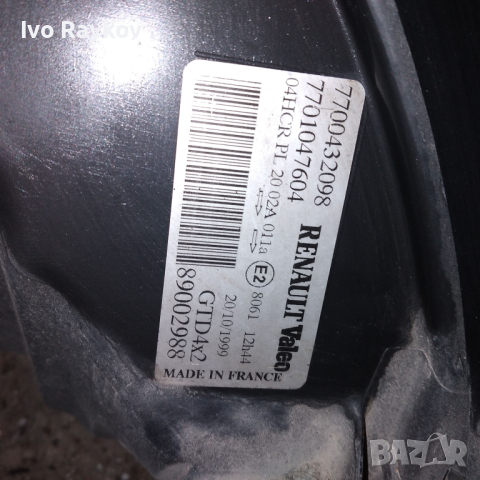 Ivo Raykov
7700432098
7701047604
04HCR PL 20 02A 011a
RENAULT Valeo
E2 8061 12h44
20/10/1999
GTD4x2
89002988
MADE IN FRANCE
BAZAR